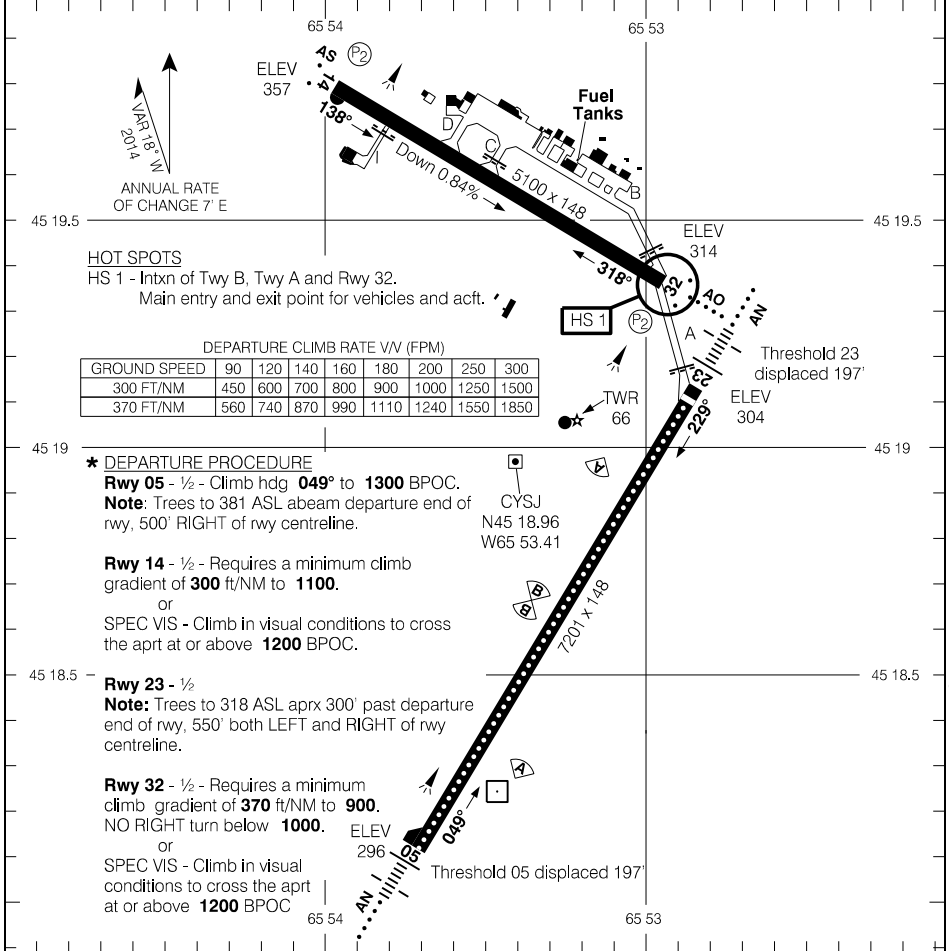 65 54
65 53
AS
P2
ELEV
357
14
138°
VAR 18° W
2014
ANNUAL RATE
OF CHANGE 7' E
D
C
Fuel
Tanks
B
Down 0.84%
5100 x 148
45 19.5
45 19.5
ELEV
314
318°
32
AO
AN
HOT SPOTS
HS 1 - Intxn of Twy B, Twy A and Rwy 32.
Main entry and exit point for vehicles and acft.
HS 1
P2
A
Threshold 23
displaced 197'
23
ELEV
304
229°
DEPARTURE CLIMB RATE V/V (FPM)
GROUND SPEED 90 120 140 160 180 200 250 300
300 FT/NM 450 600 700 800 900 1000 1250 1500
370 FT/NM 560 740 870 990 1110 1240 1550 1850
TWR
66
45 19
45 19
* DEPARTURE PROCEDURE
Rwy 05 - ½ - Climb hdg 049° to 1300 BPOC.
Note: Trees to 381 ASL abeam departure end of
rwy, 500' RIGHT of rwy centreline.
A
CYSJ
N45 18.96
W65 53.41
Rwy 14 - ½ - Requires a minimum climb
gradient of 300 ft/NM to 1100.
or
SPEC VIS - Climb in visual conditions to cross
the aprt at or above 1200 BPOC.
B
B
7201 x 148
45 18.5
45 18.5
Rwy 23 - ½
Note: Trees to 318 ASL aprx 300' past departure
end of rwy, 550' both LEFT and RIGHT of rwy
centreline.
A
Rwy 32 - ½ - Requires a minimum
climb gradient of 370 ft/NM to 900.
NO RIGHT turn below 1000.
or
SPEC VIS - Climb in visual
conditions to cross the aprt
at or above 1200 BPOC
049°
ELEV
296
05
Threshold 05 displaced 197'
AN
65 54
65 53